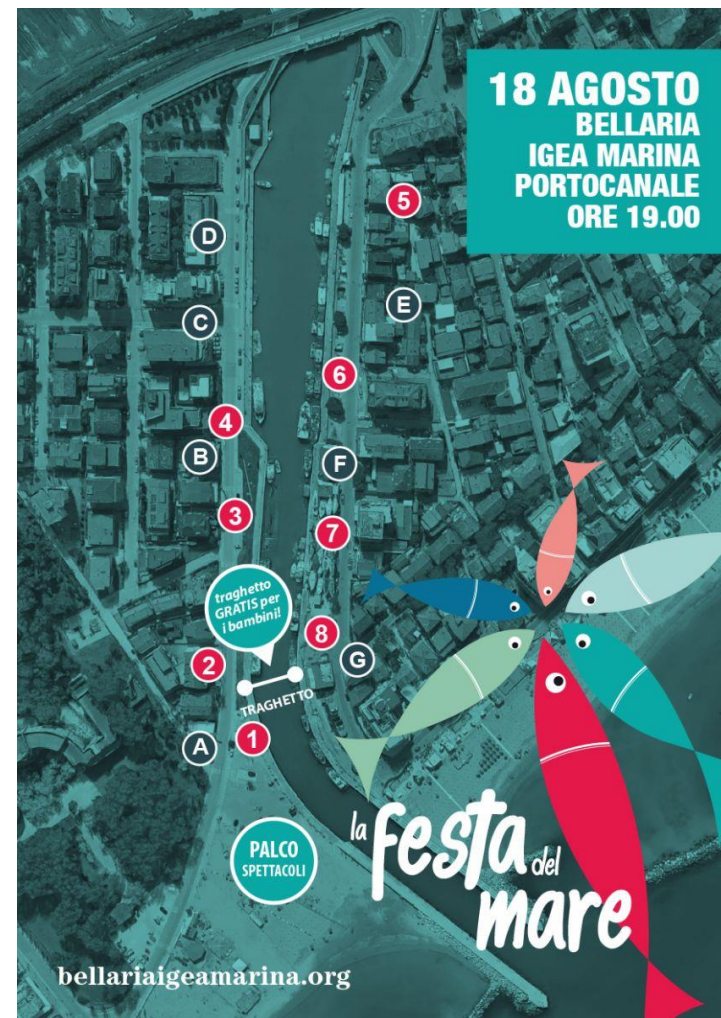 18 AGOSTO
BELLARIA
IGEA MARINA
PORTOCANALE
ORE 19.00
5
D
E
C
6
4
B
F
3
7
traghetto
GRATIS per
i bambini!
8
2
G
TRAGHETTO
1
A
PALCO
SPETTACOLI
la festa del
mare
bellariaigeamarina.org